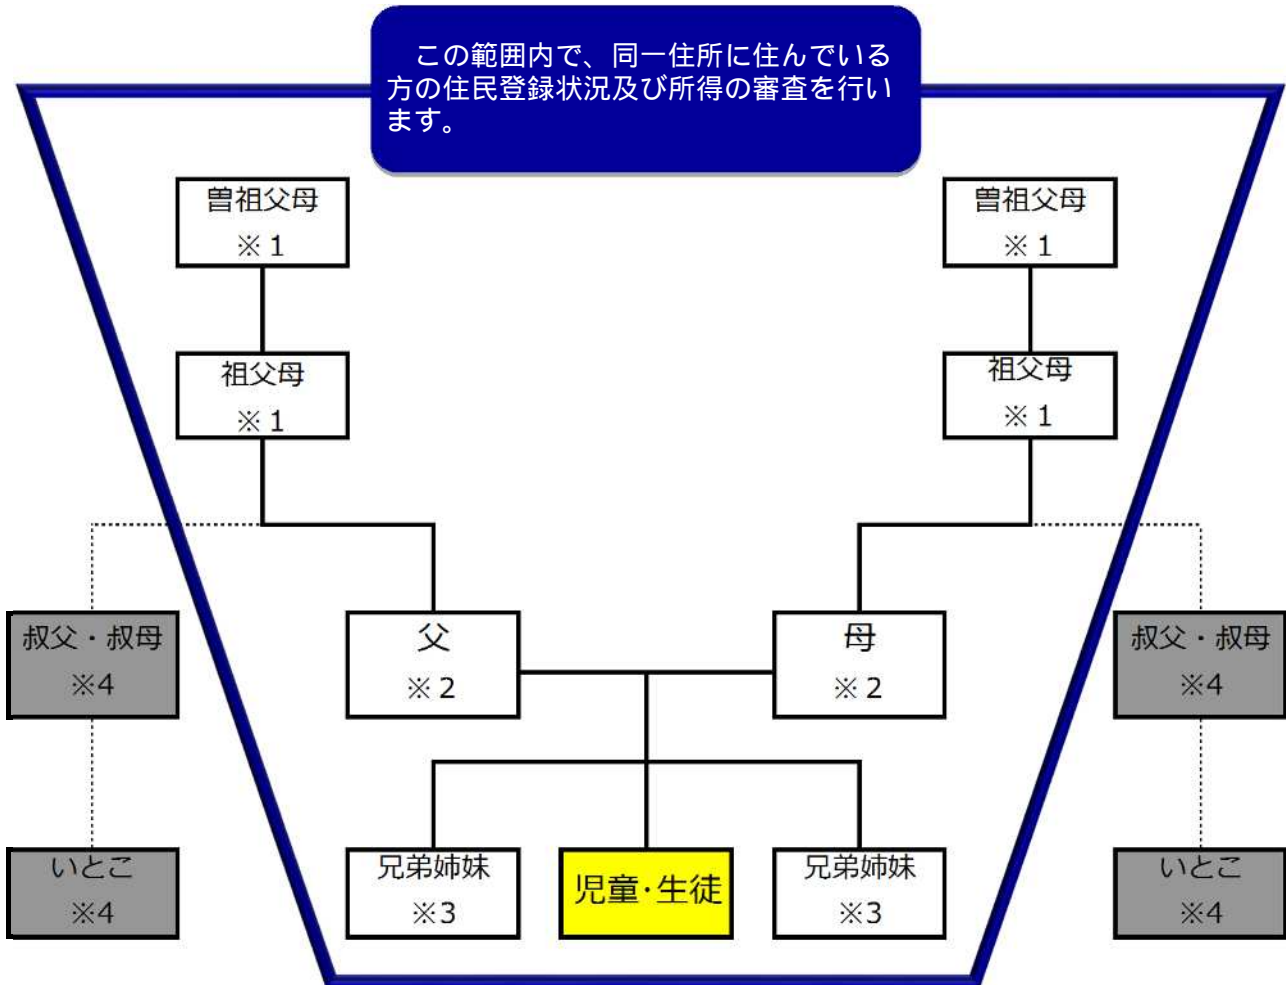 この範囲内で、同一住所に住んでいる
方の住民登録状況及び所得の審査を行い
ます。
曽祖父母
※1
曽祖父母
※1
祖父母
※1
祖父母
※1
叔父・叔母
※4
父
※2
母
※2
叔父・叔母
※4
いとこ
※4
兄弟姉妹
※3
児童・生徒
兄弟姉妹
※3
いとこ
※4